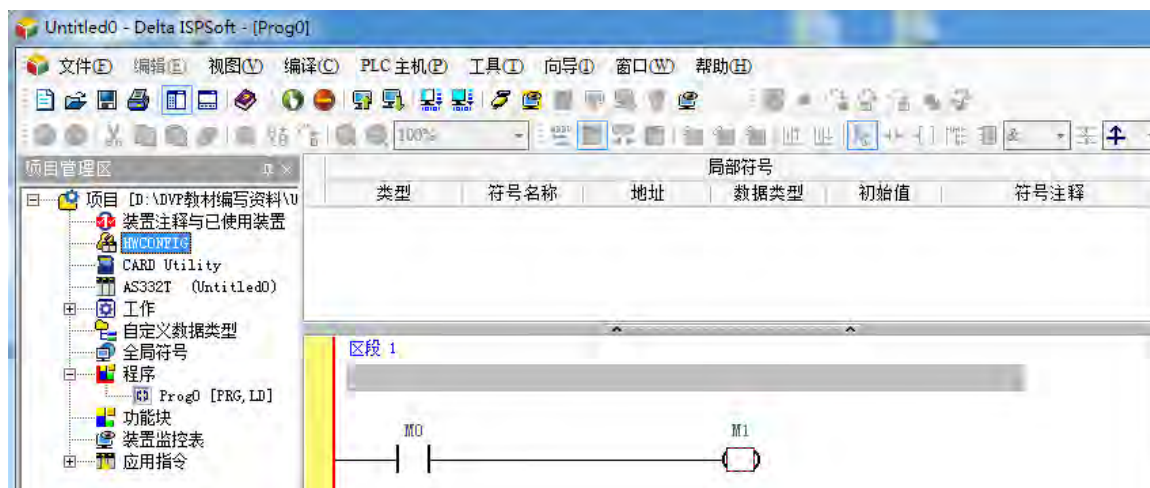 Untitled0 - Delta ISPSoft - [Prog0]
文件(F) 编辑(E) 视图(V) 编译(C) PLC 主机(P) 工具(T) 向导(I) 窗口(W) 帮助(H)
100%
&
项目管理区
局部符号
类型 符号名称 地址 数据类型 初始值 符号注释
项目 [D:\DVP教材编写资料\U
装置注释与已使用装置
HWCONFIG
CARD Utility
AS332T (Untitled0)
工作
自定义数据类型
全局符号
程序
Prog0 [PRG,LD]
功能块
装置监控表
应用指令
区段 1
M0 M1